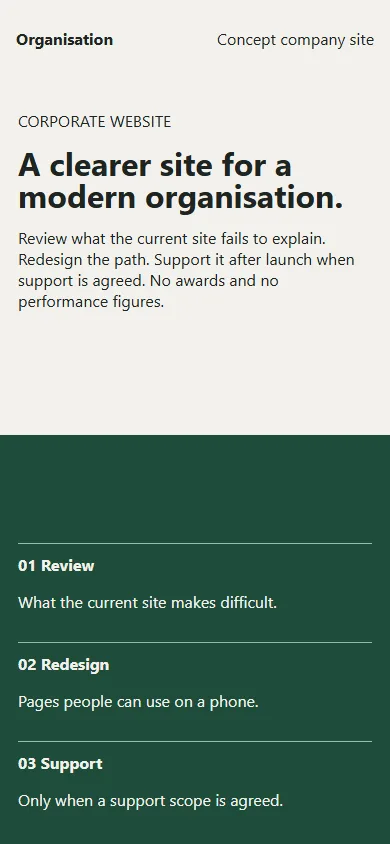 Organisation
Concept company site
CORPORATE WEBSITE
A clearer site for a
modern organisation.
Review what the current site fails to explain.
Redesign the path. Support it after launch when
support is agreed. No awards and no
performance figures.
01 Review
What the current site makes difficult.
02 Redesign
Pages people can use on a phone.
03 Support
Only when a support scope is agreed.